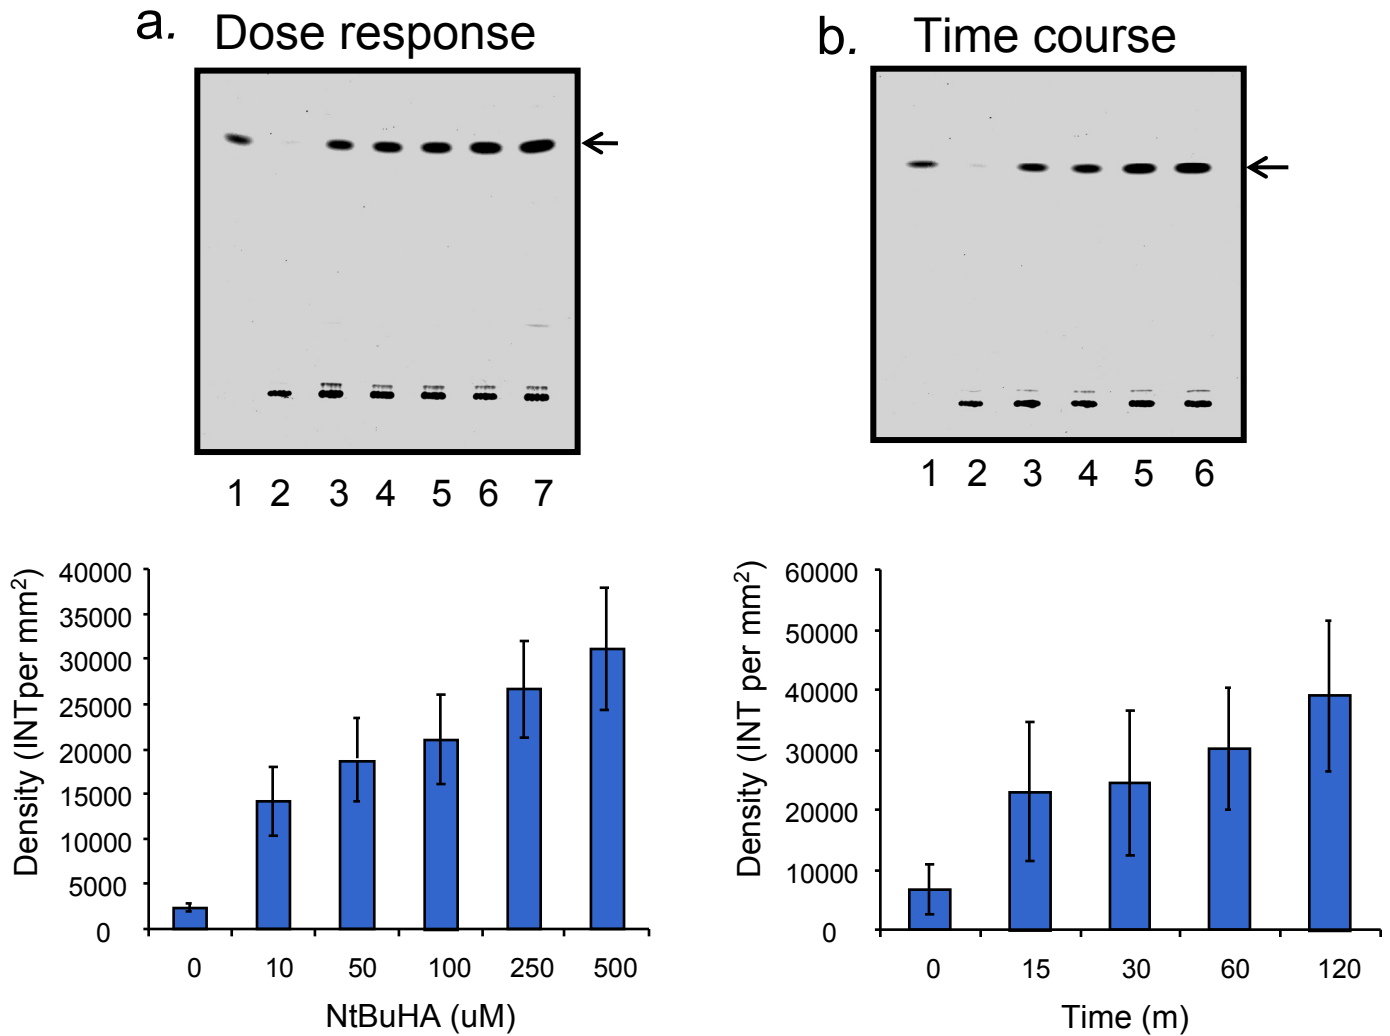 a. Dose response
1 2 3 4 5 6 7
Density (INTper mm²)
40000
35000
30000
25000
20000
15000
10000
5000
0
0 10 50 100 250 500
NtBuHA (uM)
b. Time course
1 2 3 4 5 6
Density (INT per mm²)
60000
50000
40000
30000
20000
10000
0
0 15 30 60 120
Time (m)